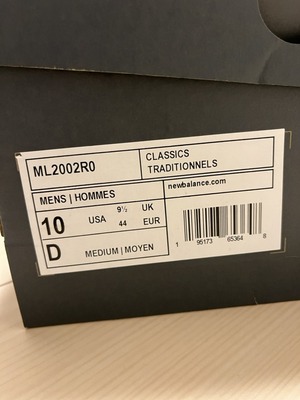 ML2002R0
CLASSICS
TRADITIONNELS
MENS | HOMMES
newbalance.com
10 USA 9½ UK
44 EUR
D MEDIUM | MOYEN
1 95173 65364 8